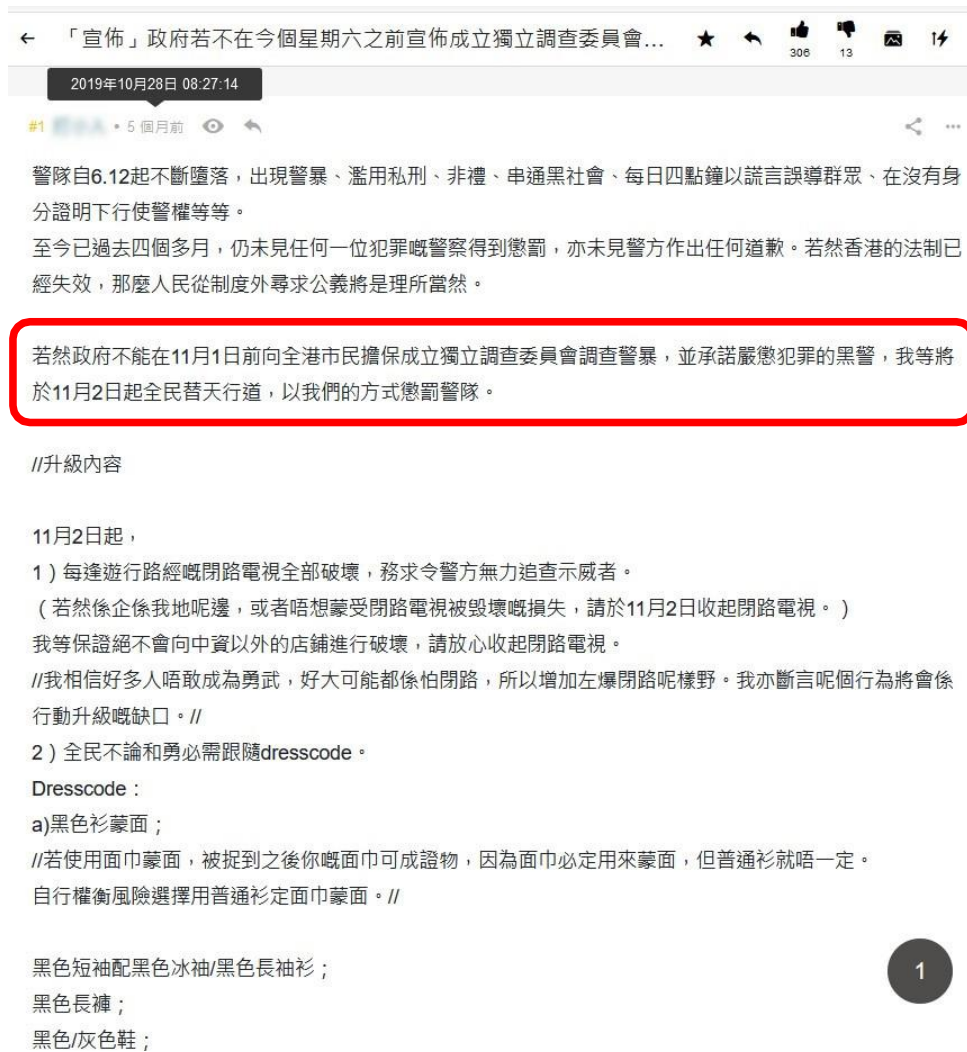 「宣佈」政府若不在今個星期六之前宣佈成立獨立調查委員會...
306
13
2019年10月28日 08:27:14
#1
• 5 個月前
警隊自6.12起不斷墮落，出現警暴、濫用私刑、非禮、串通黑社會、每日四點鐘以謊言誤導群眾、在沒有身
分證明下行使警權等等。
至今已過去四個多月，仍未見任何一位犯罪嘅警察得到懲罰，亦未見警方作出任何道歉。若然香港的法制已
經失效，那麼人民從制度外尋求公義將是理所當然。
若然政府不能在11月1日前向全港市民擔保成立獨立調查委員會調查警暴，並承諾嚴懲犯罪的黑警，我等將
於11月2日起全民替天行道，以我們的方式懲罰警隊。
//升級內容
11月2日起，
1）每逢遊行路經嘅閉路電視全部破壞，務求令警方無力追查示威者。
（若然係企係我地呢邊，或者唔想蒙受閉路電視被毀壞嘅損失，請於11月2日收起閉路電視。）
我等保證絕不會向中資以外的店鋪進行破壞，請放心收起閉路電視。
//我相信好多人唔敢成為勇武，好大可能都係怕閉路，所以增加左爆閉路呢樣野。我亦斷言呢個行為將會係
行動升級嘅缺口。//
2）全民不論和勇必需跟隨dresscode。
Dresscode：
a)黑色衫蒙面；
//若使用面巾蒙面，被捉到之後你嘅面巾可成證物，因為面巾必定用來蒙面，但普通衫就唔一定。
自行權衡風險選擇用普通衫定面巾蒙面。//
黑色短袖配黑色冰袖/黑色長袖衫；
1
黑色長褲；
黑色/灰色鞋；